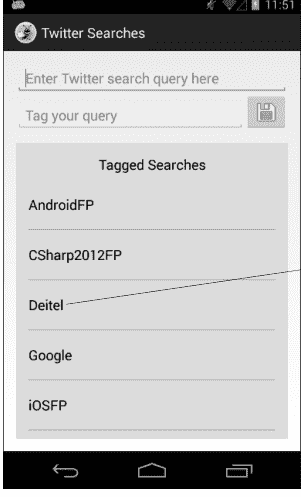 11:51
Twitter Searches
Enter Twitter search query here
Tag your query
Tagged Searches
AndroidFP
CSharp2012FP
Deitel
Google
iOSFP